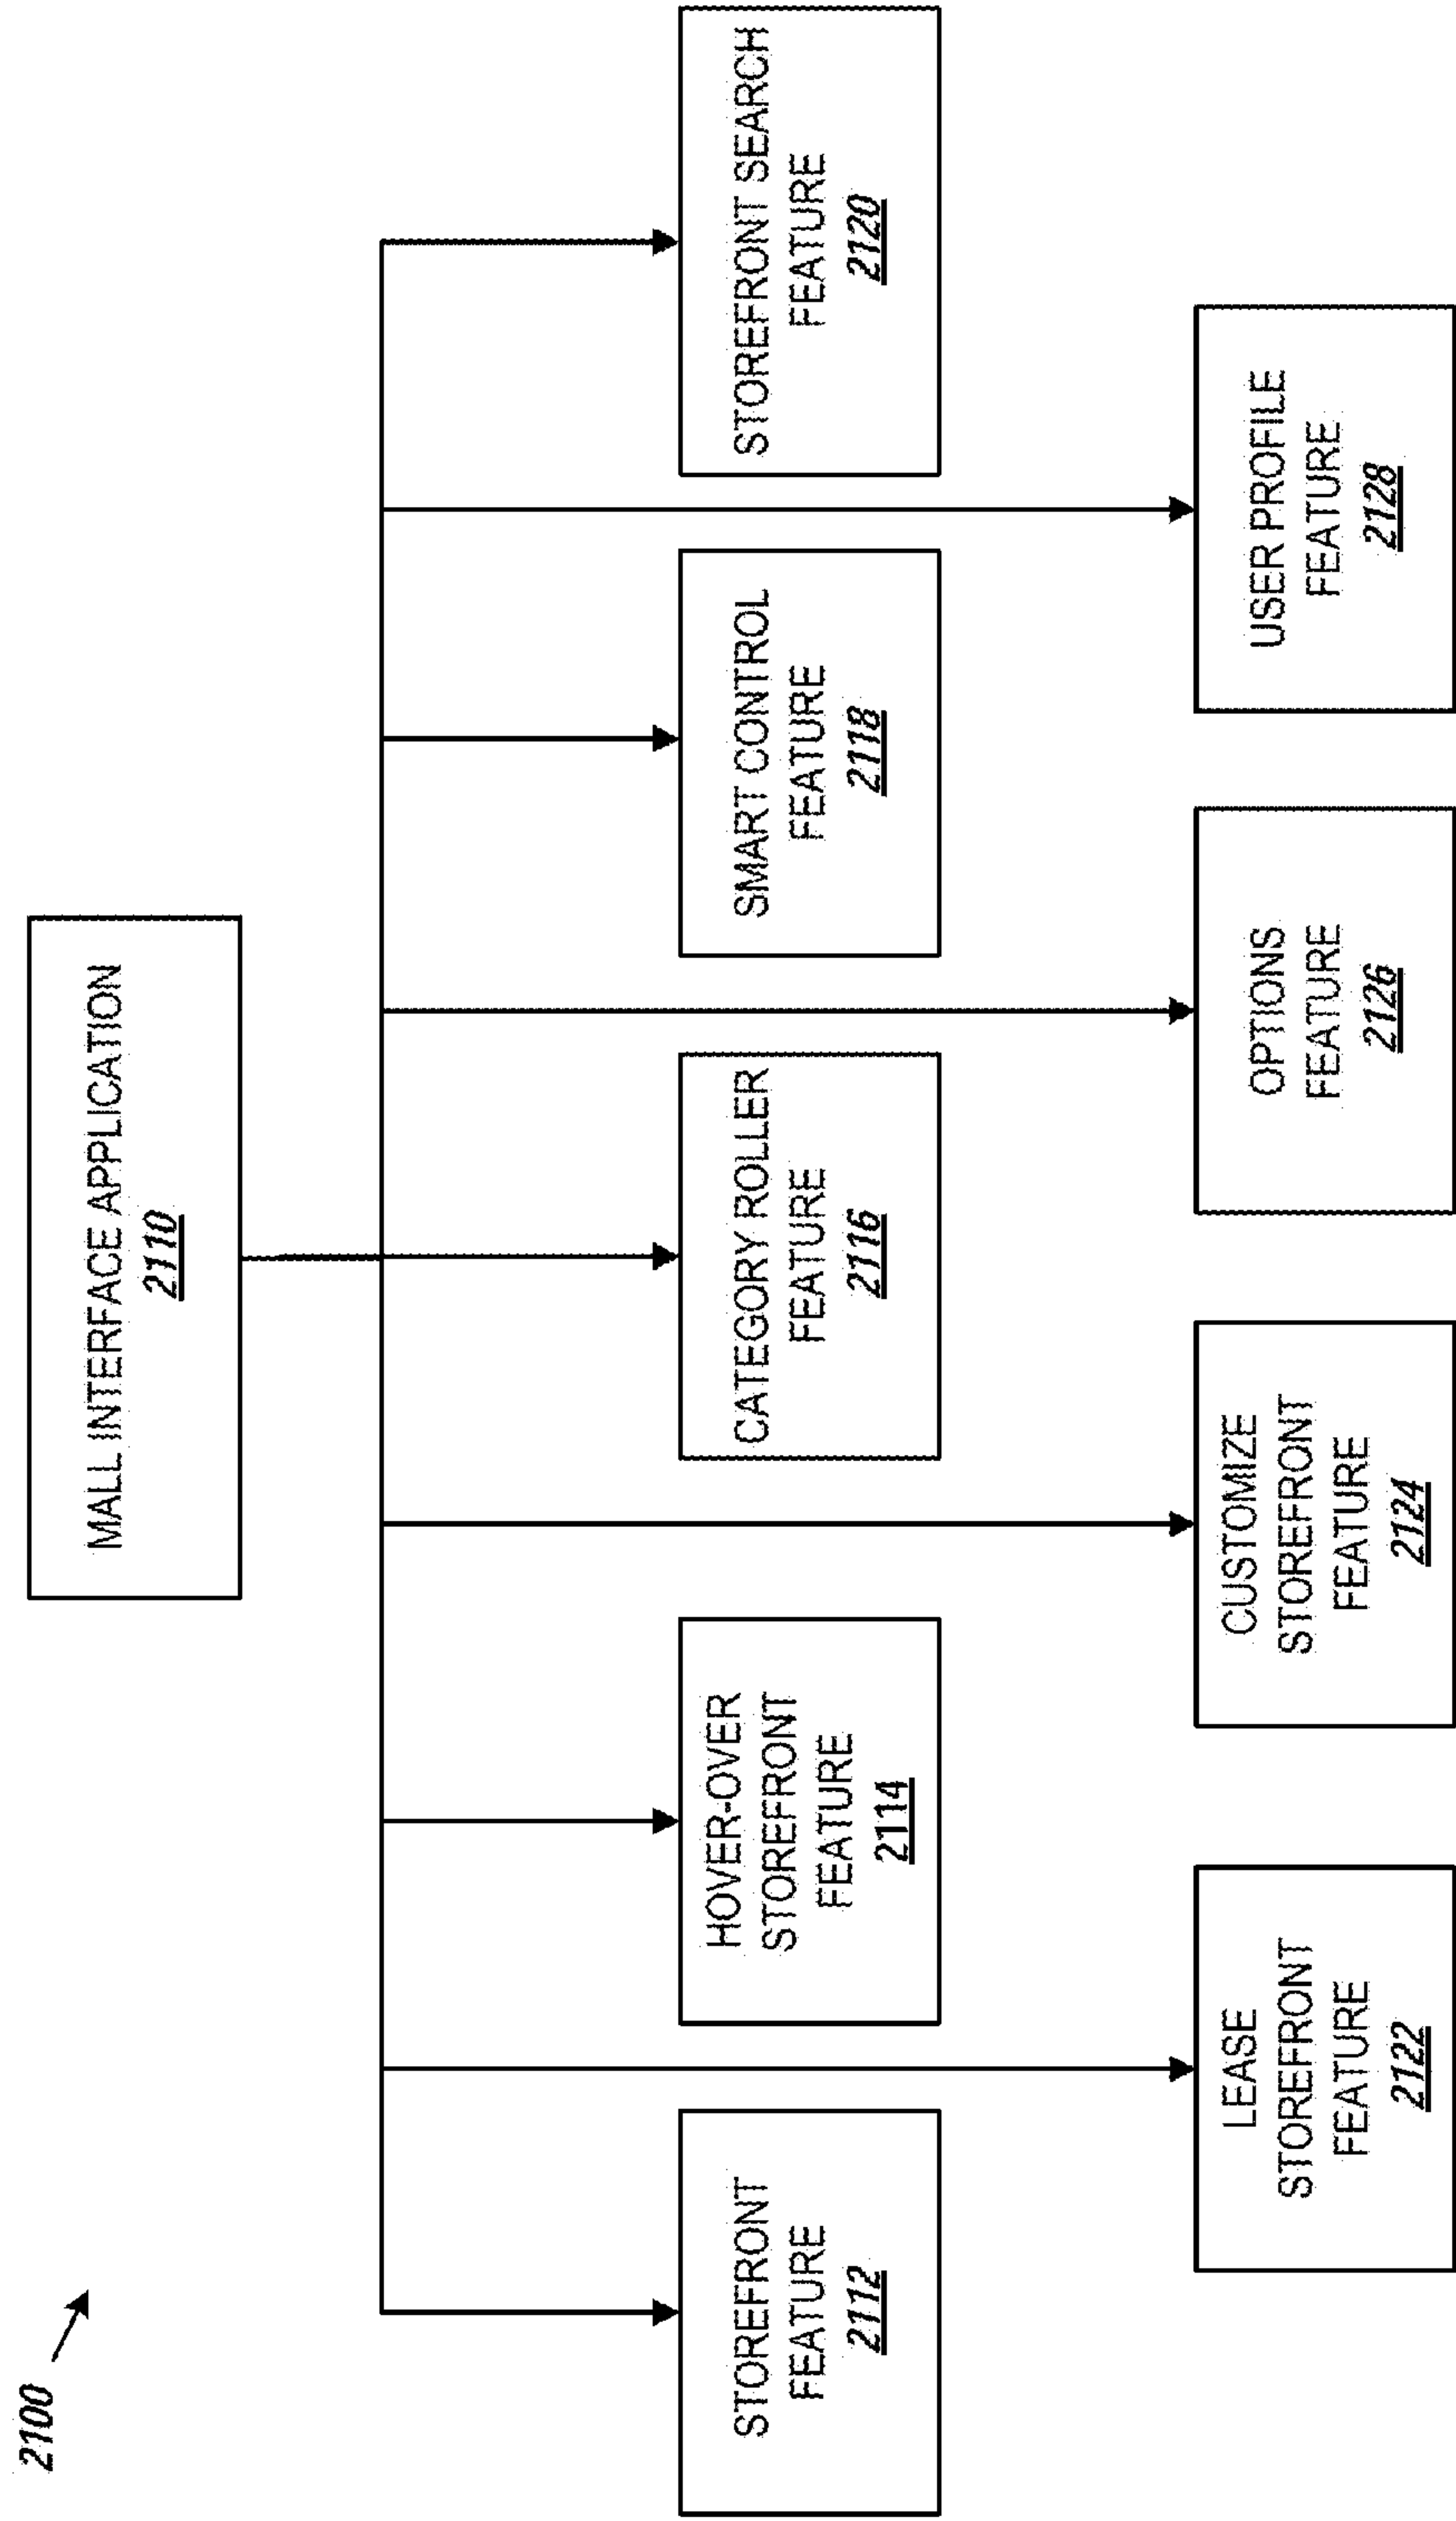 2100
MALL INTERFACE APPLICATION
2110
STOREFRONT
FEATURE
2112
HOVER-OVER
STOREFRONT
FEATURE
2114
CATEGORY ROLLER
FEATURE
2116
SMART CONTROL
FEATURE
2118
STOREFRONT SEARCH
FEATURE
2120
LEASE
STOREFRONT
FEATURE
2122
CUSTOMIZE
STOREFRONT
FEATURE
2124
OPTIONS
FEATURE
2126
USER PROFILE
FEATURE
2128